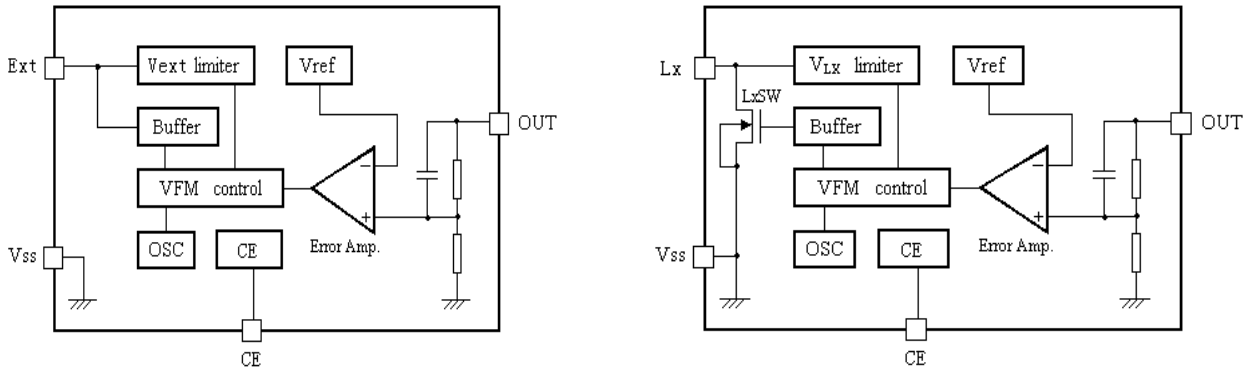 Ext
Vext limiter
Vref
Buffer
OUT
VFM control
−
+
Vss
OSC
CE
Error Amp.
CE
Lx
VLX limiter
Vref
LxSW
Buffer
OUT
VFM control
−
+
Vss
OSC
CE
Error Amp.
CE